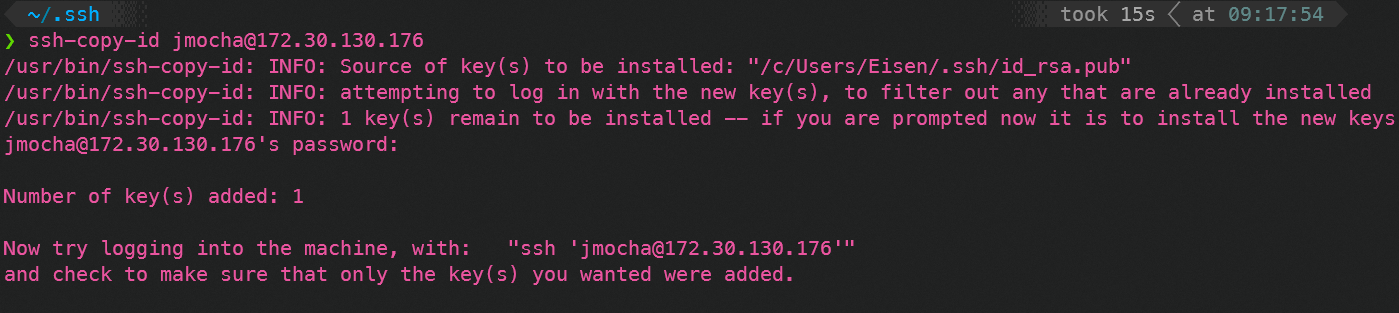 ~/.ssh took 15s at 09:17:54
❯ ssh-copy-id jmocha@172.30.130.176
/usr/bin/ssh-copy-id: INFO: Source of key(s) to be installed: "/c/Users/Eisen/.ssh/id_rsa.pub"
/usr/bin/ssh-copy-id: INFO: attempting to log in with the new key(s), to filter out any that are already installed
/usr/bin/ssh-copy-id: INFO: 1 key(s) remain to be installed -- if you are prompted now it is to install the new keys
jmocha@172.30.130.176's password:
Number of key(s) added: 1
Now try logging into the machine, with:   "ssh 'jmocha@172.30.130.176'"
and check to make sure that only the key(s) you wanted were added.